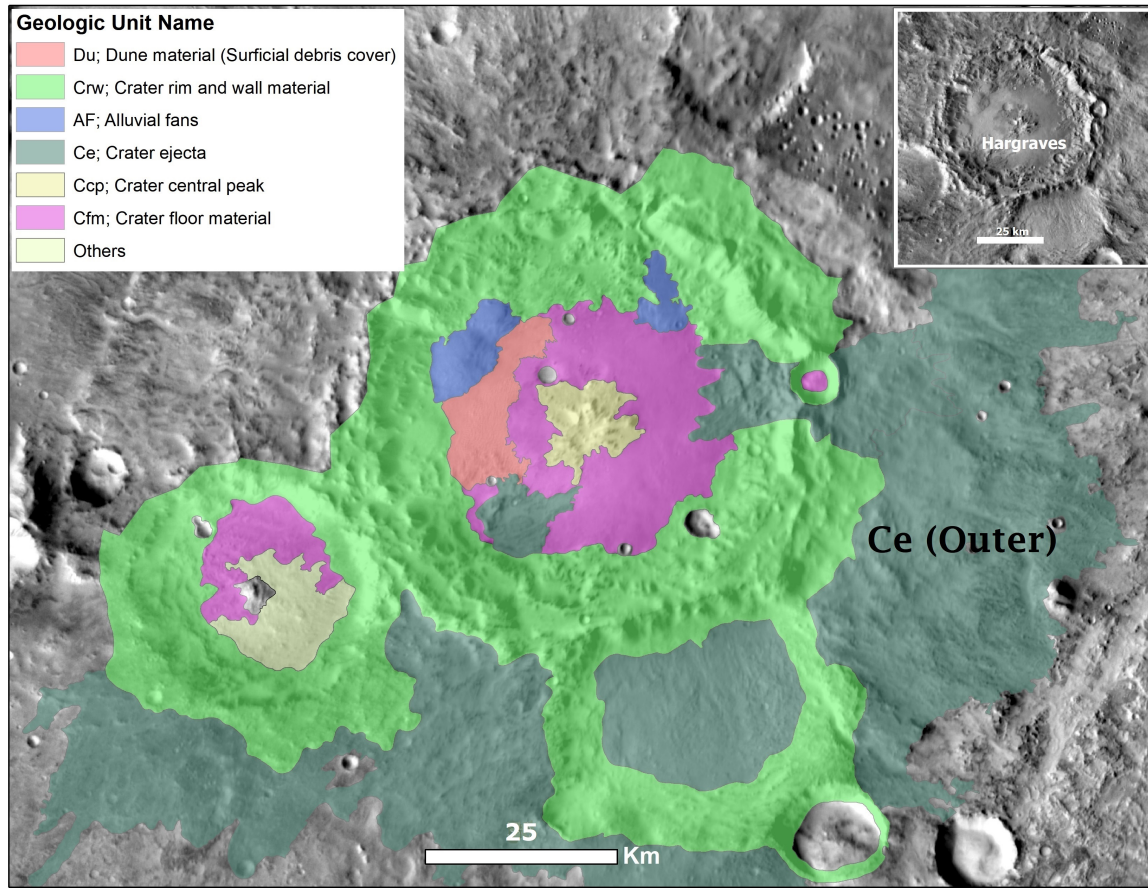 Geologic Unit Name
Du; Dune material (Surficial debris cover)
Crw; Crater rim and wall material
AF; Alluvial fans
Ce; Crater ejecta
Ccp; Crater central peak
Cfm; Crater floor material
Others
Hargraves
25 km
Ce (Outer)
25
Km